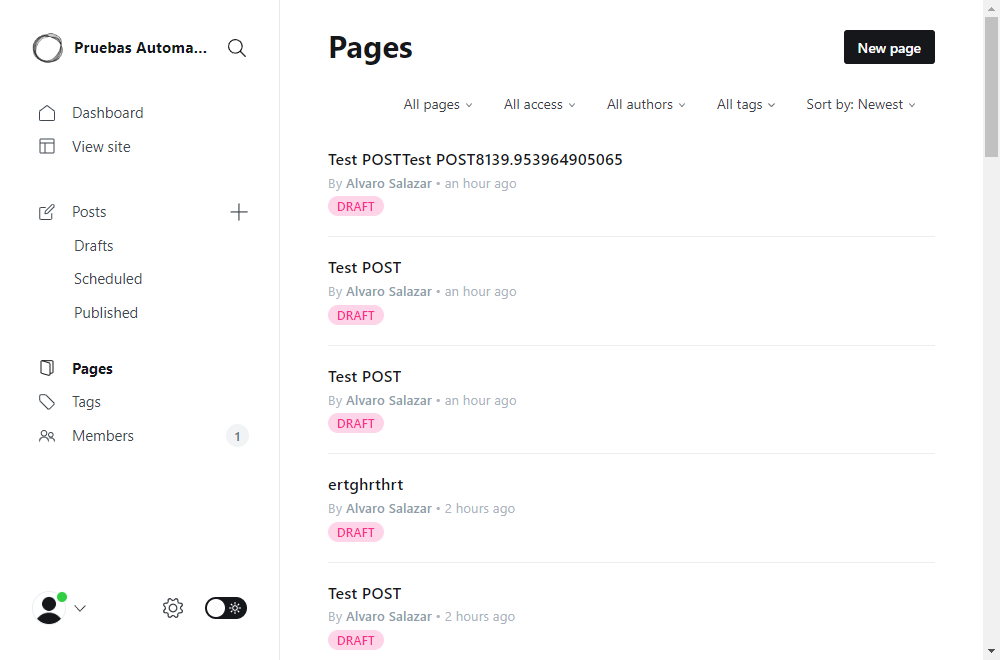 Pruebas Automa...
Dashboard
View site
Posts
Drafts
Scheduled
Published
Pages
Tags
Members 1
Pages
New page
All pages All access All authors All tags Sort by: Newest
Test POSTTest POST8139.953964905065
By Alvaro Salazar • an hour ago
DRAFT
Test POST
By Alvaro Salazar • an hour ago
DRAFT
Test POST
By Alvaro Salazar • an hour ago
DRAFT
ertghrthrt
By Alvaro Salazar • 2 hours ago
DRAFT
Test POST
By Alvaro Salazar • 2 hours ago
DRAFT